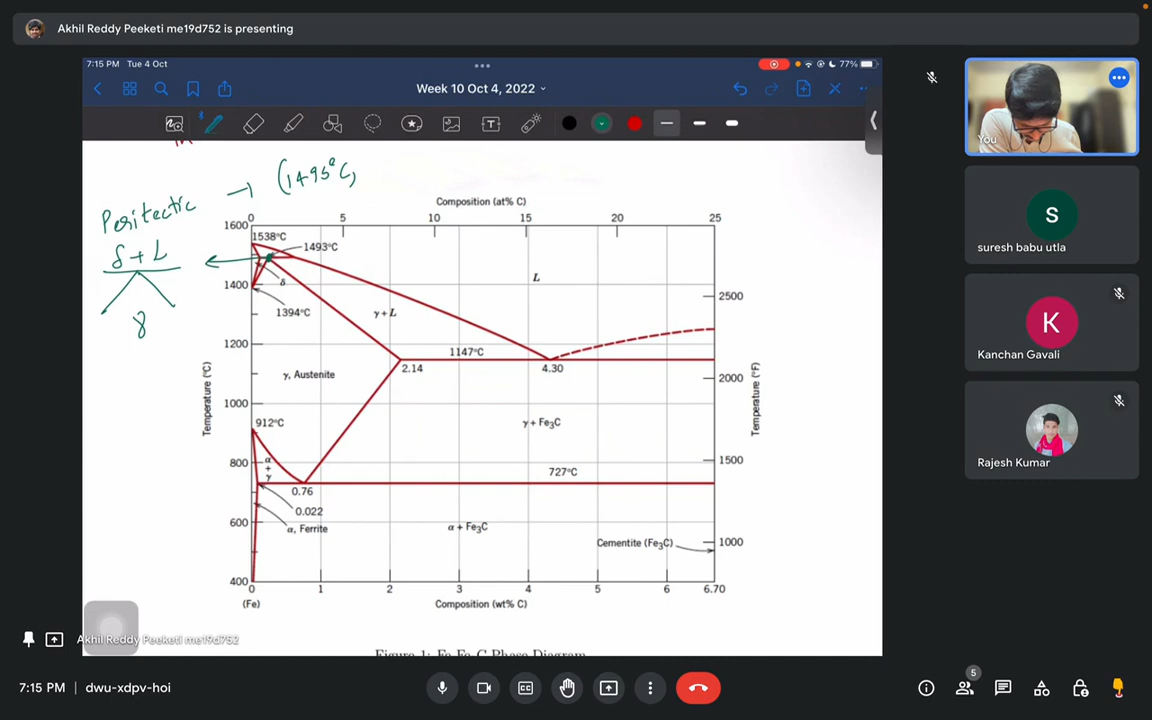 Akhil Reddy Peeketi me19d752 is presenting
7:15 PM Tue 4 Oct
77%
Week 10 Oct 4, 2022
T
You
S
suresh babu utla
K
Kanchan Gavali
Rajesh Kumar
Peritectic → (1495°C,
δ + L
γ
Composition (at% C)
0 5 10 15 20 25
1600
1538°C
1493°C
δ
L
1400
2500
1394°C
γ + L
1200
1147°C
2.14
4.30
γ, Austenite
2000
Temperature (°C)
Temperature (°F)
1000
912°C
γ + Fe3C
α
+
γ
800
1500
727°C
0.76
0.022
600
α, Ferrite
α + Fe3C
Cementite (Fe3C)
1000
400
0 1 2 3 4 5 6 6.70
(Fe)
Composition (wt% C)
Figure 1: Fe-Fe3C Phase Diagram
Akhil Reddy Peeketi me19d752
7:15 PM | dwu-xdpv-hoi
CC
5